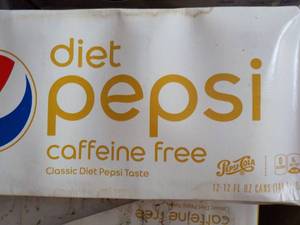 diet
pepsi
caffeine free
Classic Diet Pepsi Taste
PEPSI-COLA
12-12 FL OZ CANS
caffeine free